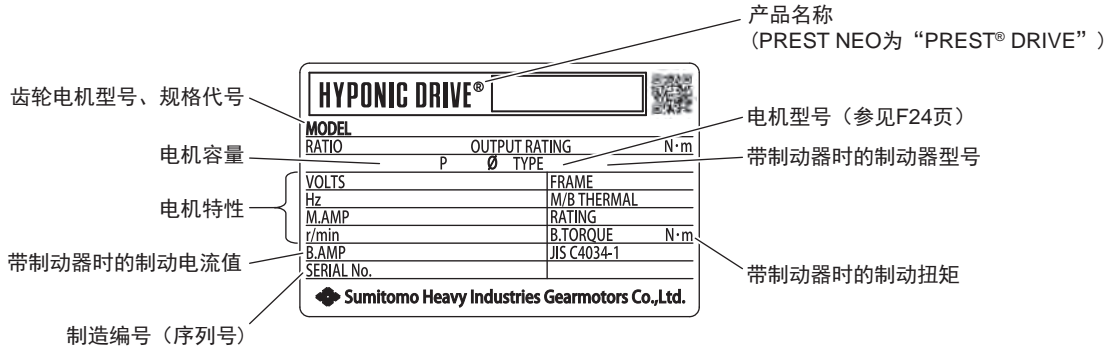 产品名称
(PREST NEO为“PREST® DRIVE”)
HYPONIC DRIVE®
齿轮电机型号、规格代号
MODEL
电机型号（参见F24页）
RATIO OUTPUT RATING N·m
电机容量
P Ø TYPE
带制动器时的制动器型号
VOLTS FRAME
Hz M/B THERMAL
电机特性
M.AMP RATING
r/min B.TORQUE N·m
带制动器时的制动电流值
B.AMP JIS C4034-1
带制动器时的制动扭矩
SERIAL No.
Sumitomo Heavy Industries Gearmotors Co.,Ltd.
制造编号（序列号）